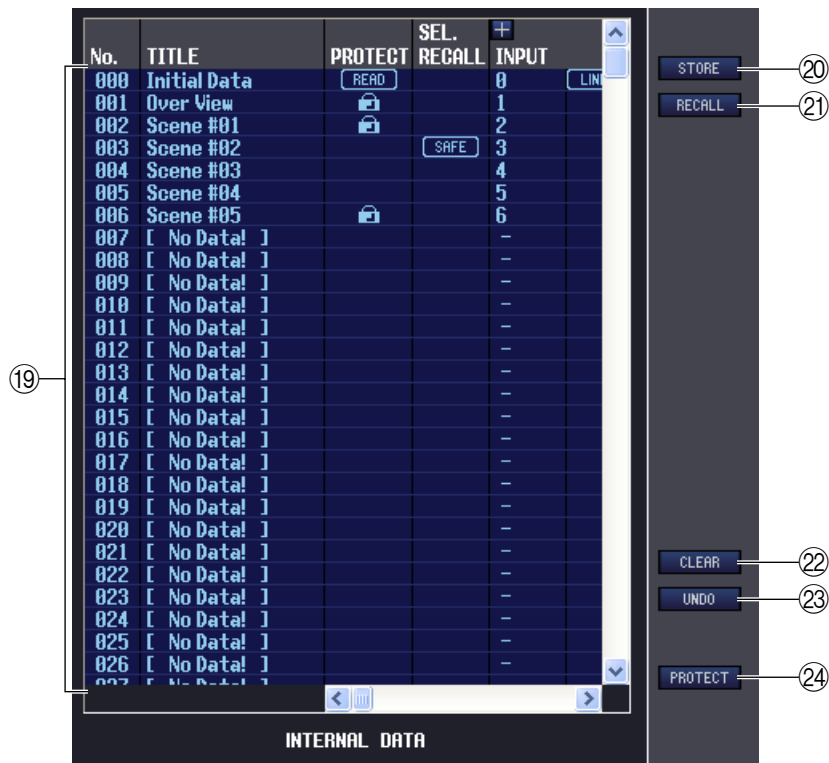 SEL. +
No. TITLE PROTECT RECALL INPUT
000 Initial Data READ 0 LIN
001 Over View 1
002 Scene #01 2
003 Scene #02 SAFE 3
004 Scene #03 4
005 Scene #04 5
006 Scene #05 6
007 [ No Data! ] –
008 [ No Data! ] –
009 [ No Data! ] –
010 [ No Data! ] –
011 [ No Data! ] –
012 [ No Data! ] –
013 [ No Data! ] –
014 [ No Data! ] –
015 [ No Data! ] –
016 [ No Data! ] –
017 [ No Data! ] –
018 [ No Data! ] –
019 [ No Data! ] –
020 [ No Data! ] –
021 [ No Data! ] –
022 [ No Data! ] –
023 [ No Data! ] –
024 [ No Data! ] –
025 [ No Data! ] –
026 [ No Data! ] –
INTERNAL DATA
⑲
STORE ⑳
RECALL ㉑
CLEAR ㉒
UNDO ㉓
PROTECT ㉔